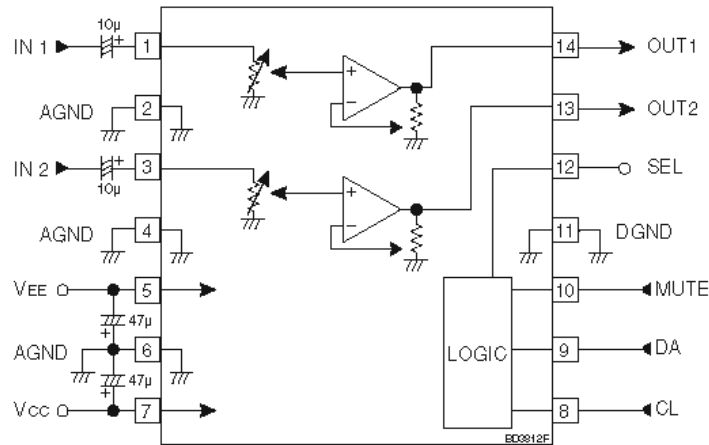 10μ
+
IN 1
1
14
OUT1
+
−
AGND
2
13
OUT2
IN 2
+
10μ
3
12
SEL
+
−
AGND
4
11
DGND
VEE
5
10
MUTE
47μ
+
AGND
6
LOGIC
9
DA
47μ
+
VCC
7
8
CL
BD3812F